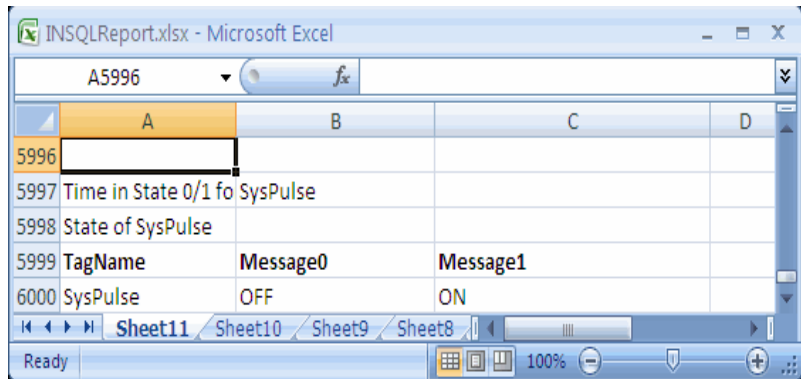 INSQLReport.xlsx - Microsoft Excel
A5996 fx
A B C D
5996
5997 Time in State 0/1 fo SysPulse
5998 State of SysPulse
5999 TagName Message0 Message1
6000 SysPulse OFF ON
Sheet11 Sheet10 Sheet9 Sheet8
Ready 100%